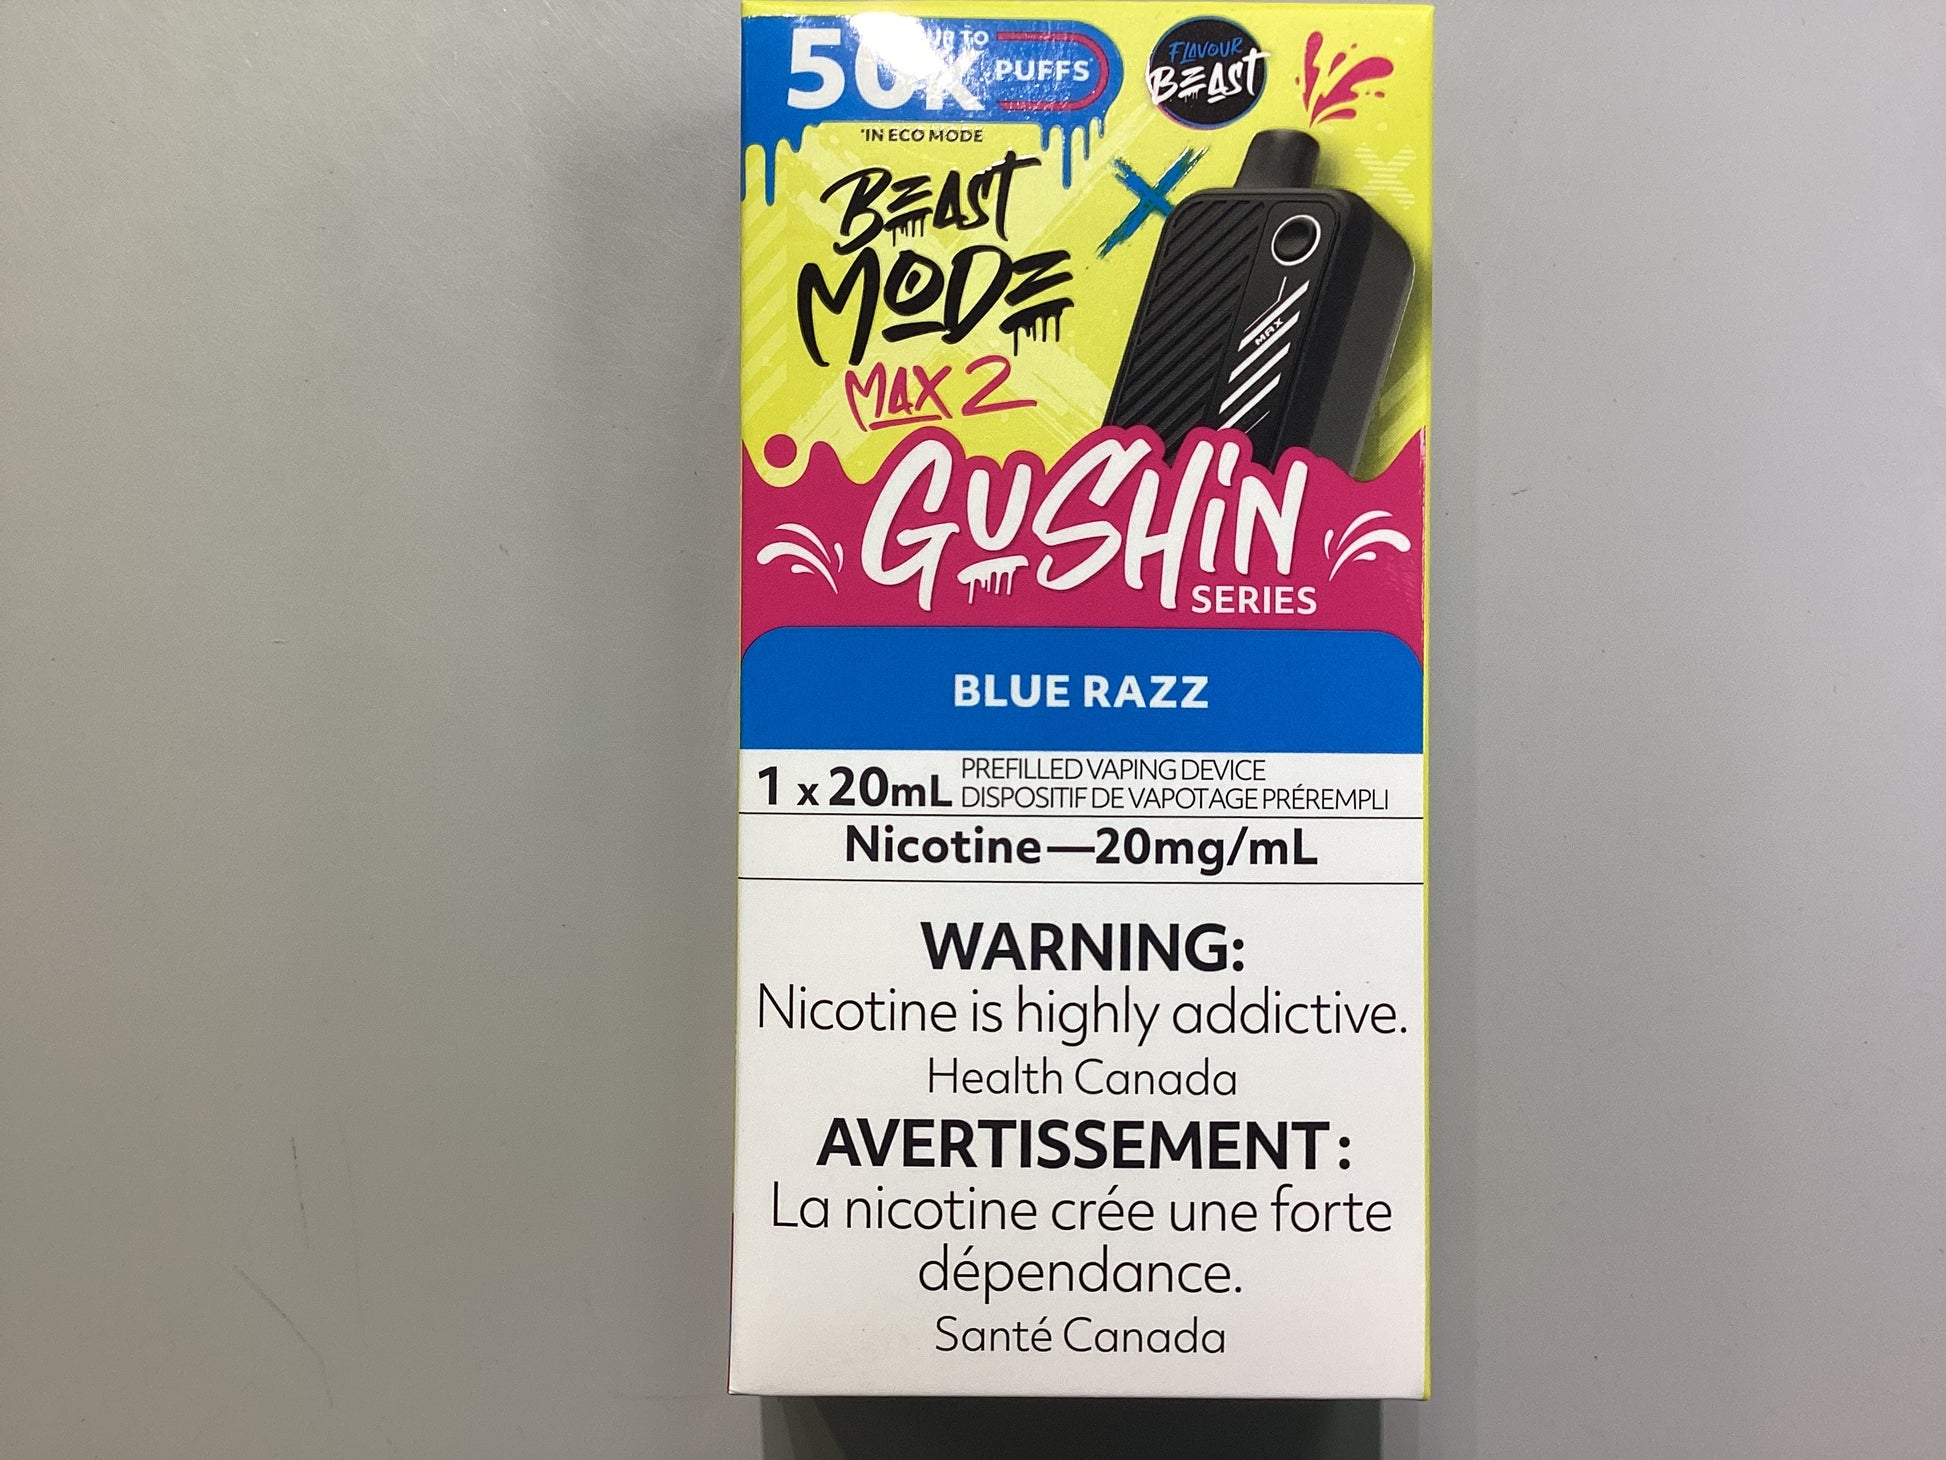 UP TO
50K PUFFS*
*IN ECO MODE
FLAVOUR
BEAST
BEAST
MODE
MAX 2
MAX
GUSHiN
SERIES
BLUE RAZZ
1 x 20mL PREFILLED VAPING DEVICE
DISPOSITIF DE VAPOTAGE PRÉREMPLI
Nicotine—20mg/mL
WARNING:
Nicotine is highly addictive.
Health Canada
AVERTISSEMENT:
La nicotine crée une forte
dépendance.
Santé Canada